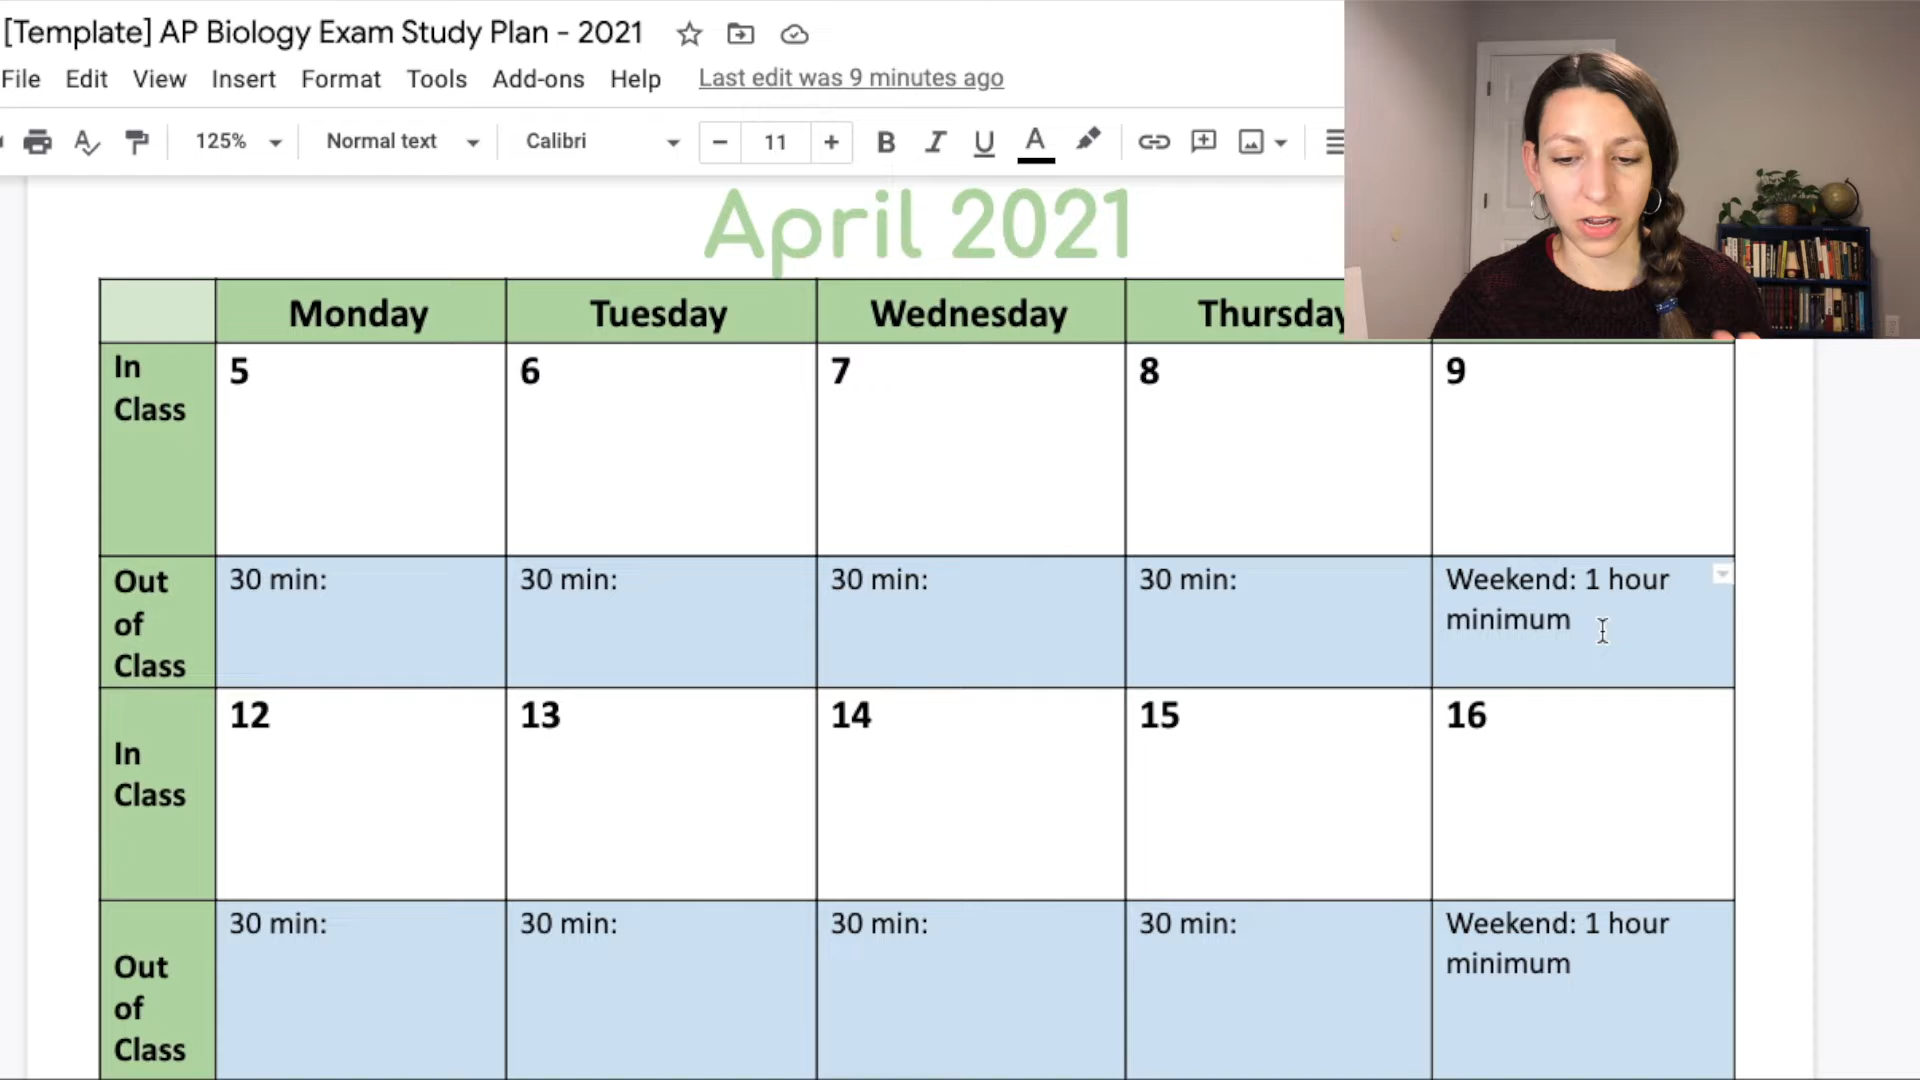 [Template] AP Biology Exam Study Plan - 2021
File Edit View Insert Format Tools Add-ons Help Last edit was 9 minutes ago
125% Normal text Calibri − 11 + B I U A
April 2021
Monday Tuesday Wednesday Thursday
In
Class
5 6 7 8 9
Out
of
Class
30 min: 30 min: 30 min: 30 min: Weekend: 1 hour
minimum
In
Class
12 13 14 15 16
Out
of
Class
30 min: 30 min: 30 min: 30 min: Weekend: 1 hour
minimum